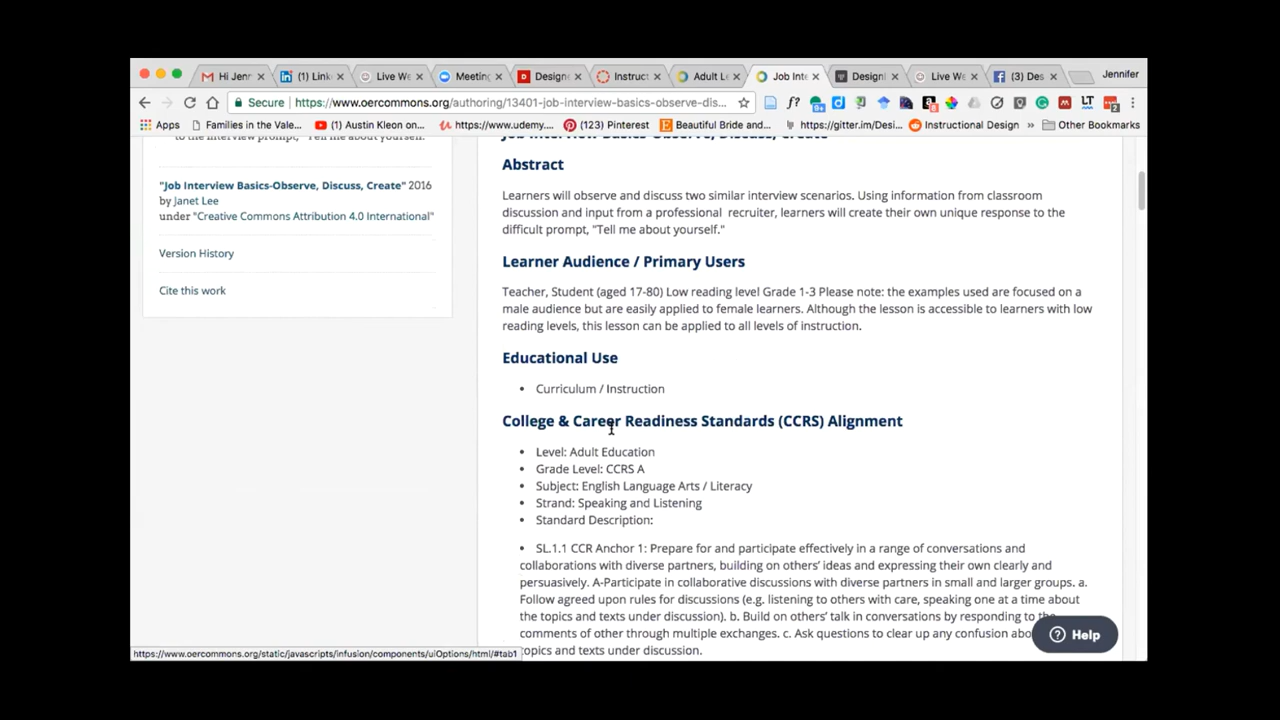 Hi Jenn
(1) Link
Live We
Meeting
Design
Instruct
Adult Le
Job Inte
Designi
Live We
(3) Des
Jennifer
Secure
https://www.oercommons.org/authoring/13401-job-interview-basics-observe-dis...
Apps
Families in the Vale...
(1) Austin Kleon on...
https://www.udemy....
(123) Pinterest
Beautiful Bride and...
https://gitter.im/Desi...
Instructional Design
»
Other Bookmarks
to the interview prompt, "Tell me about yourself."
"Job Interview Basics-Observe, Discuss, Create" 2016
by Janet Lee
under "Creative Commons Attribution 4.0 International"
Version History
Cite this work
Job Interview Basics-Observe, Discuss, Create
Abstract
Learners will observe and discuss two similar interview scenarios. Using information from classroom
discussion and input from a professional recruiter, learners will create their own unique response to the
difficult prompt, "Tell me about yourself."
Learner Audience / Primary Users
Teacher, Student (aged 17-80) Low reading level Grade 1-3 Please note: the examples used are focused on a
male audience but are easily applied to female learners. Although the lesson is accessible to learners with low
reading levels, this lesson can be applied to all levels of instruction.
Educational Use
• Curriculum / Instruction
College & Career Readiness Standards (CCRS) Alignment
• Level: Adult Education
• Grade Level: CCRS A
• Subject: English Language Arts / Literacy
• Strand: Speaking and Listening
• Standard Description:
• SL.1.1 CCR Anchor 1: Prepare for and participate effectively in a range of conversations and
collaborations with diverse partners, building on others' ideas and expressing their own clearly and
persuasively. A-Participate in collaborative discussions with diverse partners in small and larger groups. a.
Follow agreed upon rules for discussions (e.g. listening to others with care, speaking one at a time about
the topics and texts under discussion). b. Build on others' talk in conversations by responding to the
comments of other through multiple exchanges. c. Ask questions to clear up any confusion abo
topics and texts under discussion.
Help
https://www.oercommons.org/static/javascripts/infusion/components/uiOptions/html/#tab1